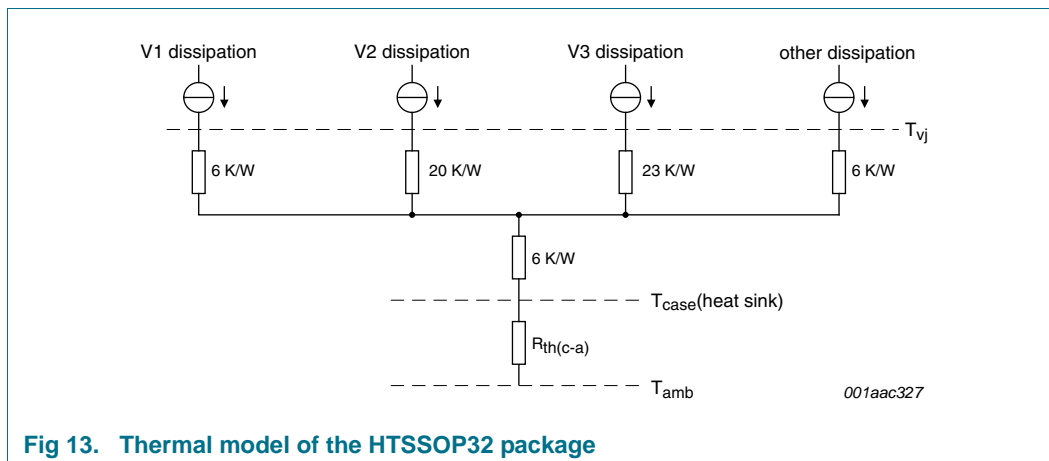 V1 dissipation
V2 dissipation
V3 dissipation
other dissipation
Tvj
6 K/W
20 K/W
23 K/W
6 K/W
6 K/W
Tcase(heat sink)
Rth(c-a)
Tamb
001aac327
Fig 13. Thermal model of the HTSSOP32 package